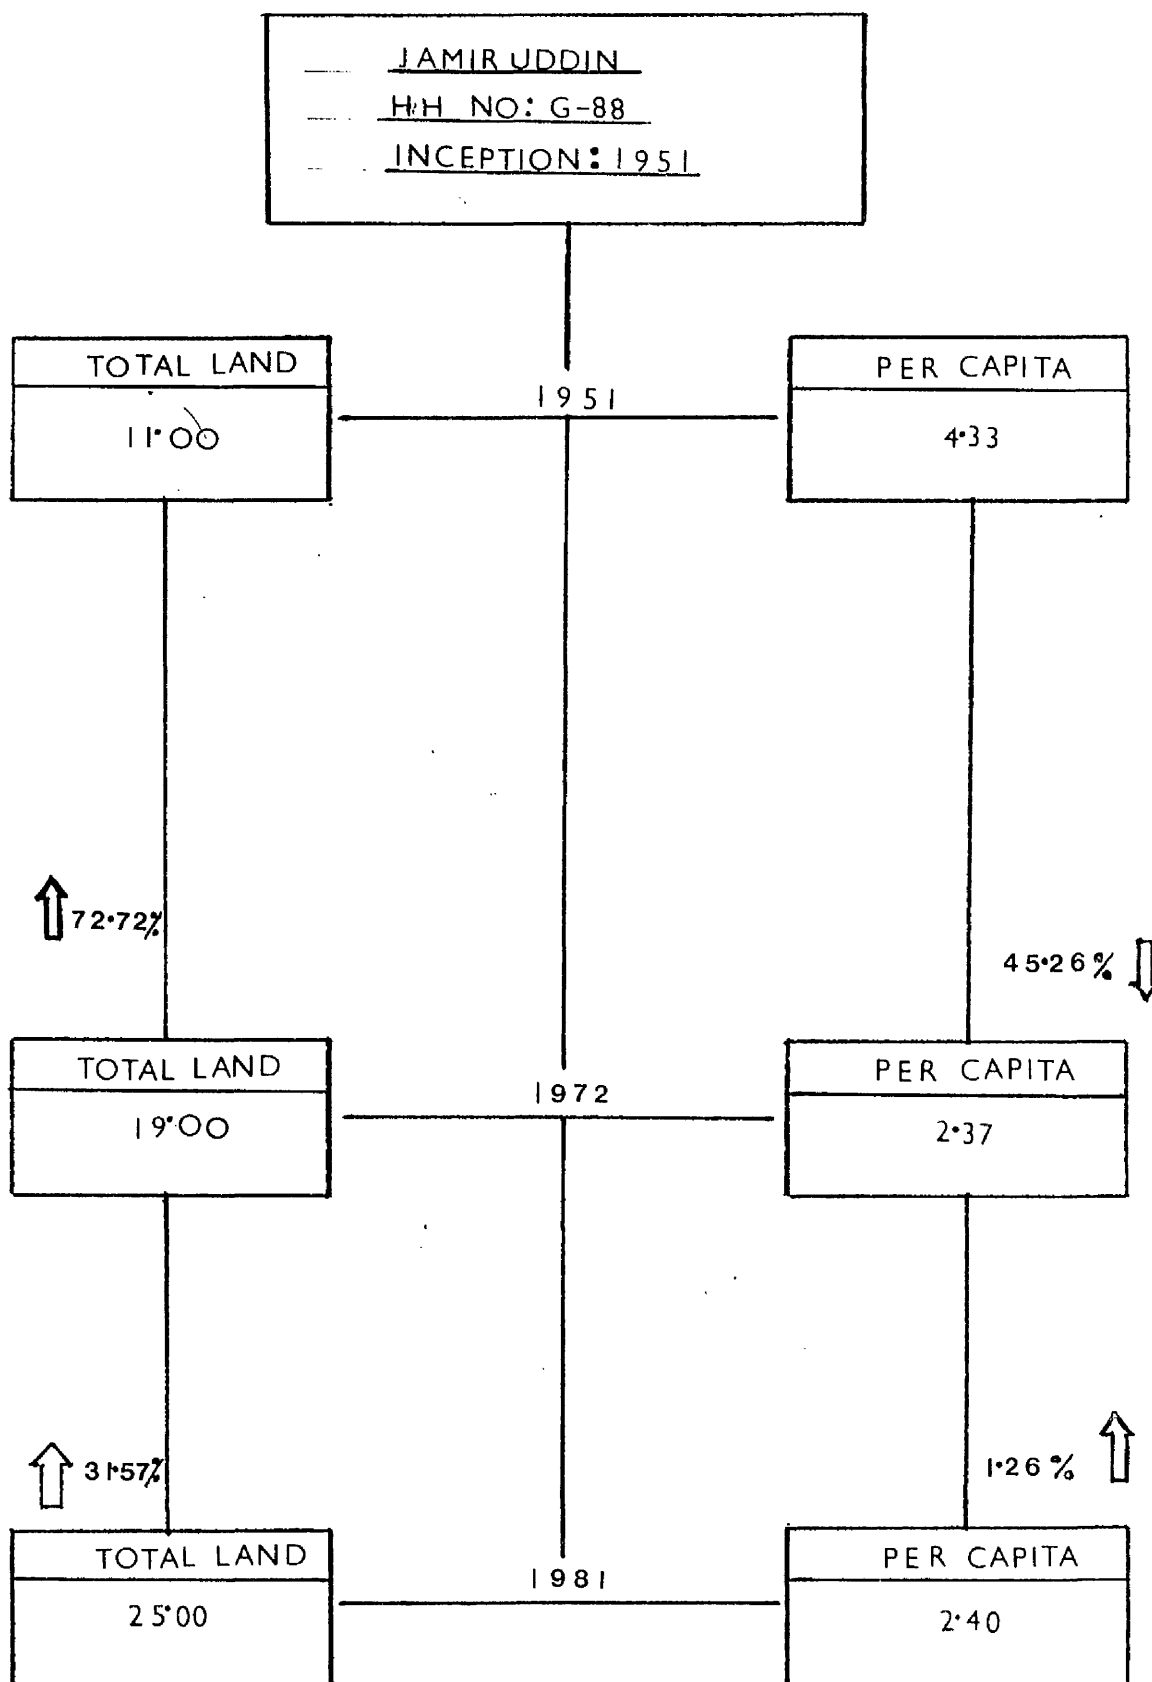 JAMIR UDDIN
H/H NO: G-88
INCEPTION: 1951
TOTAL LAND
11·00
1951
PER CAPITA
4·33
72·72%
45·26%
TOTAL LAND
19·00
1972
PER CAPITA
2·37
31·57%
1·26%
TOTAL LAND
25·00
1981
PER CAPITA
2·40